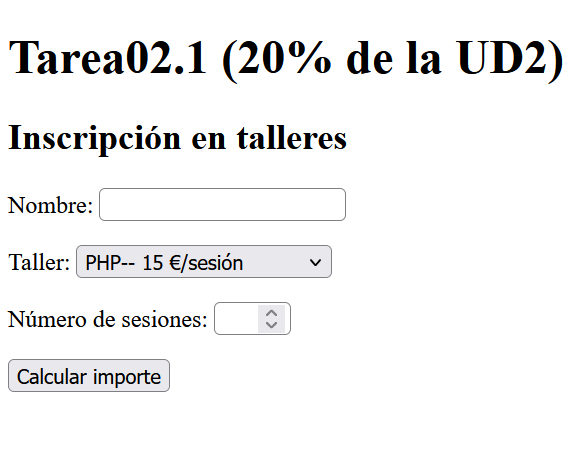 Tarea02.1 (20% de la UD2)
Inscripción en talleres
Nombre:
Taller: PHP-- 15 €/sesión
Número de sesiones:
Calcular importe